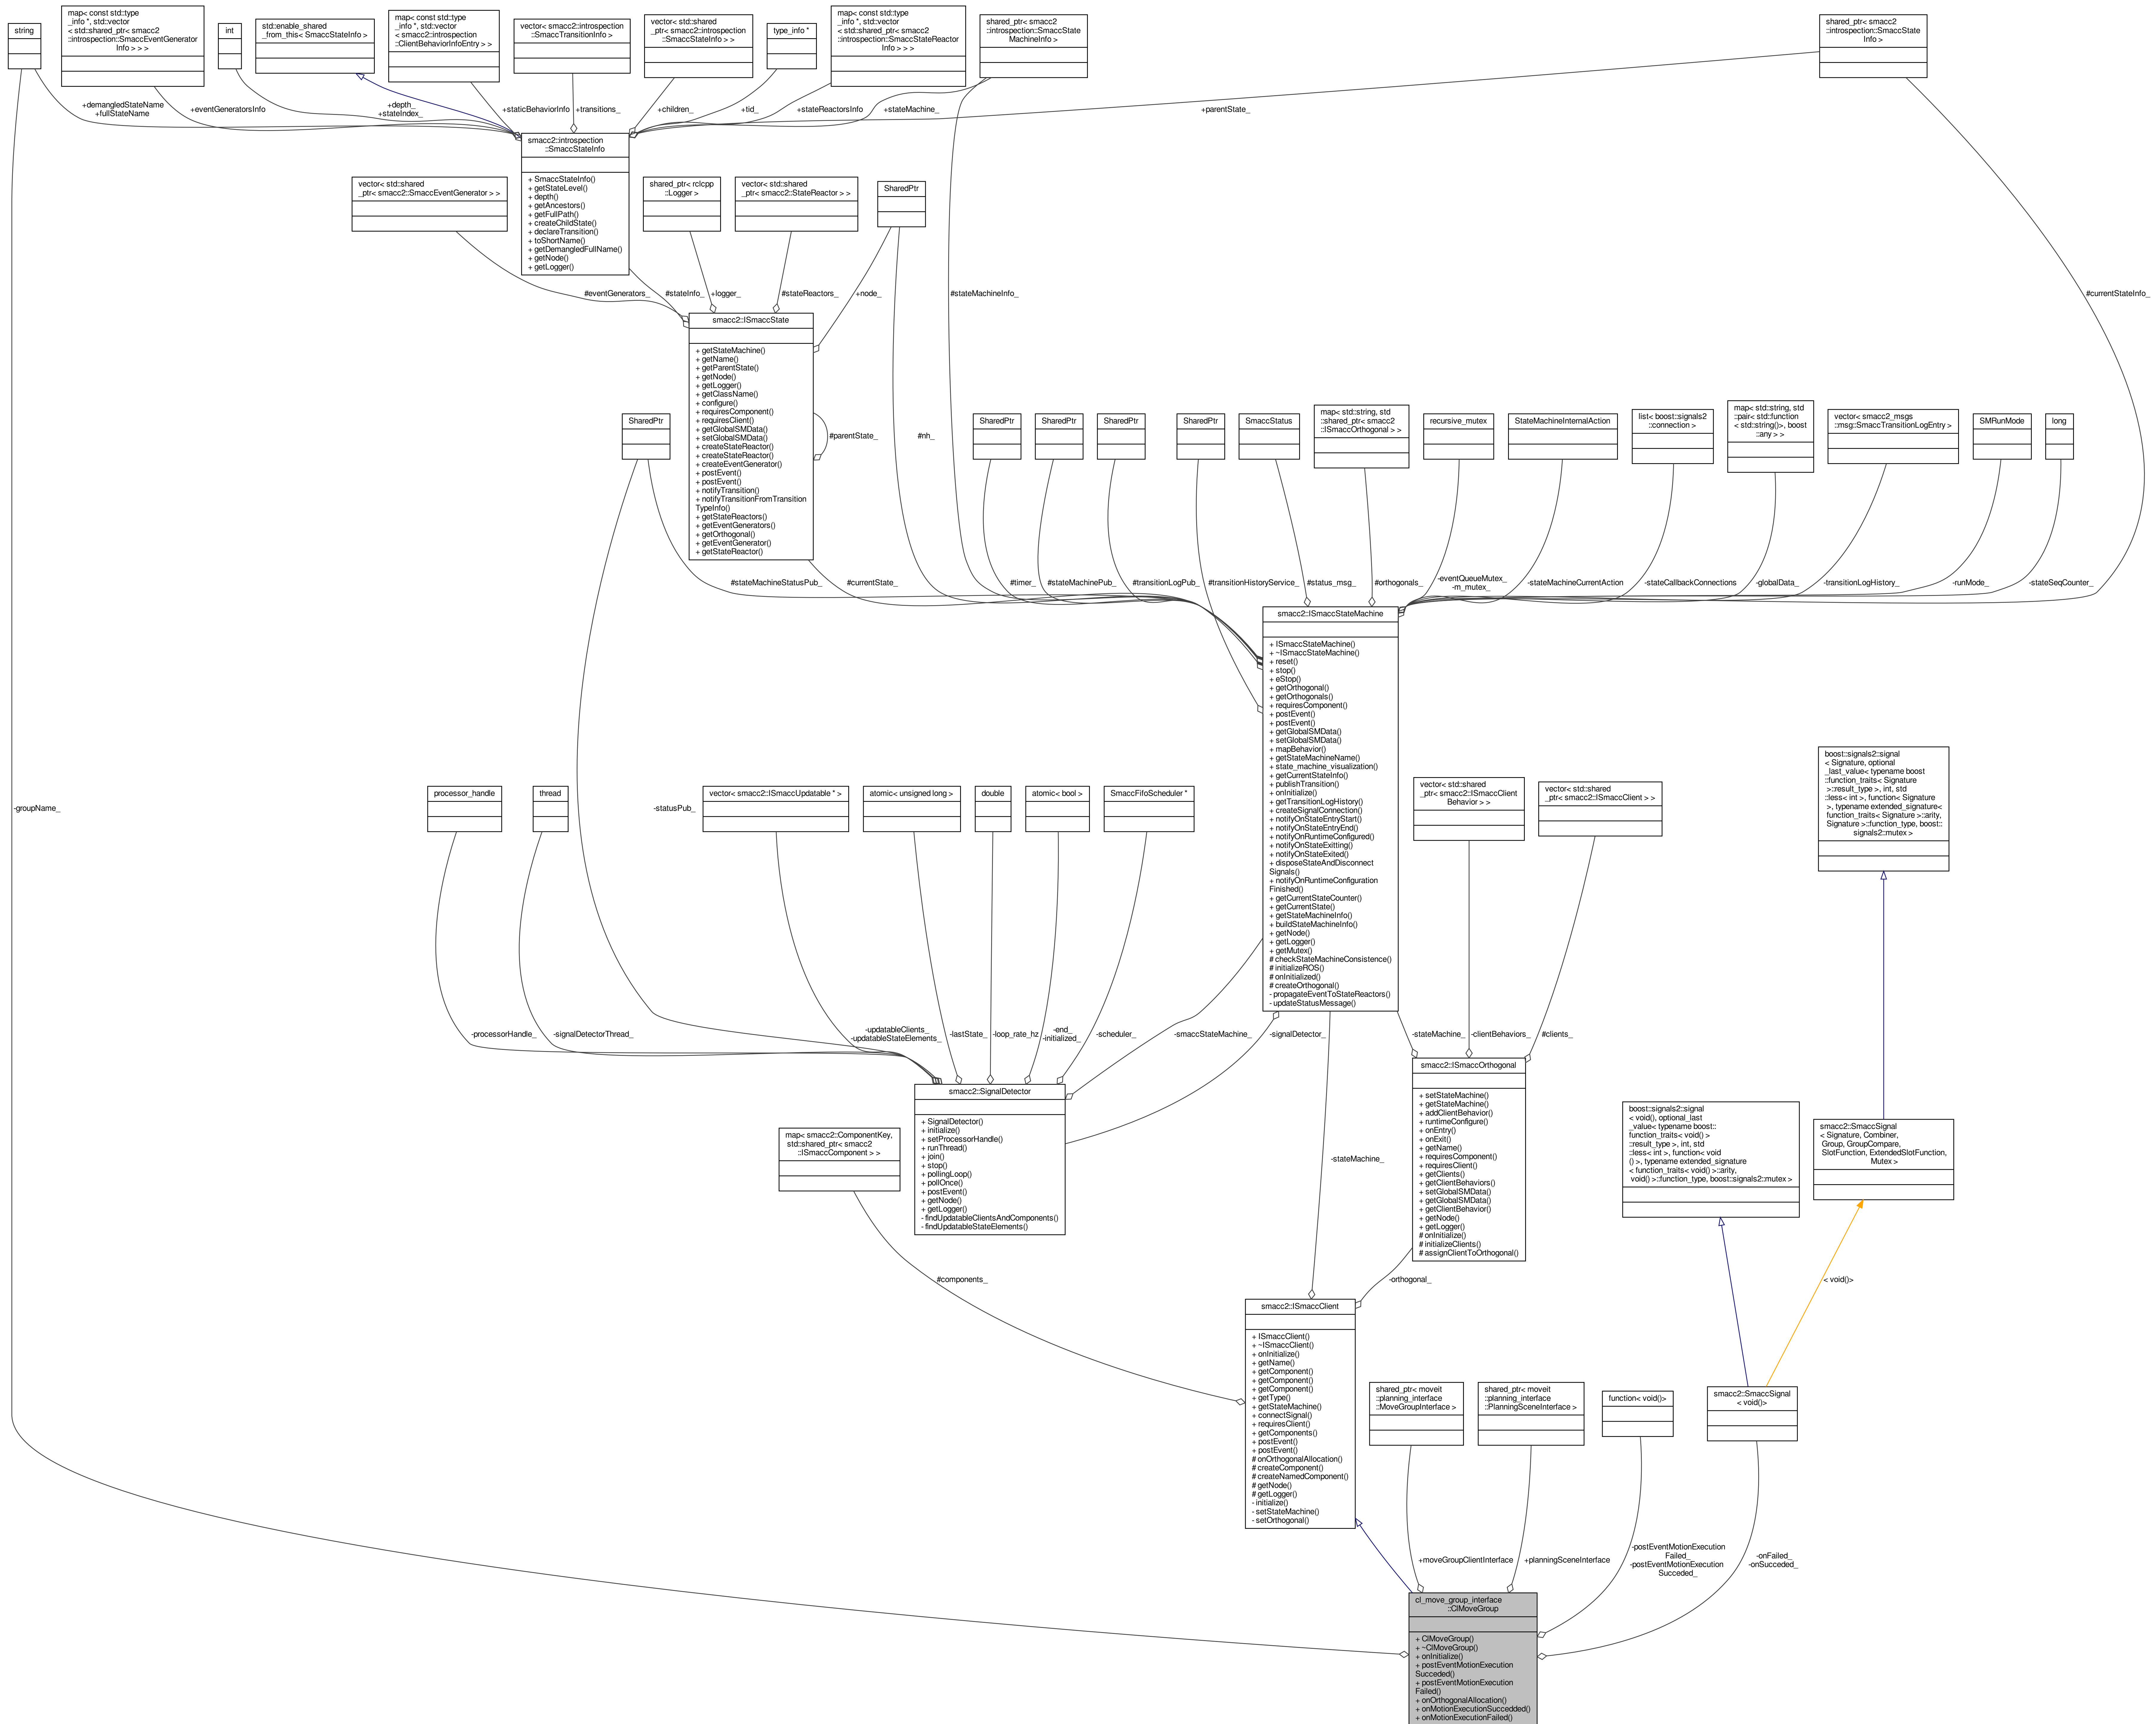 string
map< const std::type
_info *, std::vector
< std::shared_ptr< smacc2
::introspection::SmaccEventGenerator
Info > > >
int
std::enable_shared
_from_this< SmaccStateInfo >
map< const std::type
_info *, std::vector
< smacc2::introspection
::ClientBehaviorInfoEntry > >
vector< smacc2::introspection
::SmaccTransitionInfo >
vector< std::shared
_ptr< smacc2::introspection
::SmaccStateInfo > >
type_info *
map< const std::type
_info *, std::vector
< std::shared_ptr< smacc2
::introspection::SmaccStateReactor
Info > > >
shared_ptr< smacc2
::introspection::SmaccState
MachineInfo >
shared_ptr< smacc2
::introspection::SmaccState
Info >
+demangledStateName
+fullStateName
+eventGeneratorsInfo
+depth_
+stateIndex_
+staticBehaviorInfo
+transitions_
+children_
+tid_
+stateReactorsInfo
+stateMachine_
+parentState_
smacc2::introspection
::SmaccStateInfo
+ SmaccStateInfo()
+ getStateLevel()
+ depth()
+ getAncestors()
+ getFullPath()
+ createChildState()
+ declareTransition()
+ toShortName()
+ getDemangledFullName()
+ getNode()
+ getLogger()
vector< std::shared
_ptr< smacc2::SmaccEventGenerator > >
shared_ptr< rclcpp
::Logger >
vector< std::shared
_ptr< smacc2::StateReactor > >
SharedPtr
#eventGenerators_
#stateInfo_
+logger_
#stateReactors_
+node_
#stateMachineInfo_
#currentStateInfo_
smacc2::ISmaccState
+ getStateMachine()
+ getName()
+ getParentState()
+ getNode()
+ getLogger()
+ getClassName()
+ configure()
+ requiresComponent()
+ requiresClient()
+ getGlobalSMData()
+ setGlobalSMData()
+ createStateReactor()
+ createStateReactor()
+ createEventGenerator()
+ postEvent()
+ postEvent()
+ notifyTransition()
+ notifyTransitionFromTransition
TypeInfo()
+ getStateReactors()
+ getEventGenerators()
+ getOrthogonal()
+ getEventGenerator()
+ getStateReactor()
#parentState_
#nh_
SharedPtr
SharedPtr
SharedPtr
SharedPtr
SharedPtr
SmaccStatus
map< std::string, std
::shared_ptr< smacc2
::ISmaccOrthogonal > >
recursive_mutex
StateMachineInternalAction
list< boost::signals2
::connection >
map< std::string, std
::pair< std::function
< std::string()>, boost
::any > >
vector< smacc2_msgs
::msg::SmaccTransitionLogEntry >
SMRunMode
long
#stateMachineStatusPub_
#currentState_
#timer_
#stateMachinePub_
#transitionLogPub_
#transitionHistoryService_
#status_msg_
#orthogonals_
-eventQueueMutex_
-m_mutex_
-stateMachineCurrentAction
-stateCallbackConnections
-globalData_
-transitionLogHistory_
-runMode_
-stateSeqCounter_
smacc2::ISmaccStateMachine
+ ISmaccStateMachine()
+ ~ISmaccStateMachine()
+ reset()
+ stop()
+ eStop()
+ getOrthogonal()
+ getOrthogonals()
+ requiresComponent()
+ postEvent()
+ postEvent()
+ getGlobalSMData()
+ setGlobalSMData()
+ mapBehavior()
+ getStateMachineName()
+ state_machine_visualization()
+ getCurrentStateInfo()
+ publishTransition()
+ onInitialize()
+ getTransitionLogHistory()
+ createSignalConnection()
+ notifyOnStateEntryStart()
+ notifyOnStateEntryEnd()
+ notifyOnRuntimeConfigured()
+ notifyOnStateExitting()
+ notifyOnStateExited()
+ disposeStateAndDisconnect
Signals()
+ notifyOnRuntimeConfiguration
Finished()
+ getCurrentStateCounter()
+ getCurrentState()
+ getStateMachineInfo()
+ buildStateMachineInfo()
+ getNode()
+ getLogger()
+ getMutex()
# checkStateMachineConsistence()
# initializeROS()
# onInitialized()
# createOrthogonal()
- propagateEventToStateReactors()
- updateStatusMessage()
-groupName_
processor_handle
thread
-statusPub_
vector< smacc2::ISmaccUpdatable * >
atomic< unsigned long >
double
atomic< bool >
SmaccFifoScheduler *
vector< std::shared
_ptr< smacc2::ISmaccClient
Behavior > >
vector< std::shared
_ptr< smacc2::ISmaccClient > >
boost::signals2::signal
< Signature, optional
_last_value< typename boost
::function_traits< Signature
>::result_type >, int, std
::less< int >, function< Signature
>, typename extended_signature<
function_traits< Signature >::arity,
Signature >::function_type, boost::
signals2::mutex >
-processorHandle_
-signalDetectorThread_
-updatableClients_
-updatableStateElements_
-lastState_
-loop_rate_hz
-end_
-initialized_
-scheduler_
-smaccStateMachine_
-signalDetector_
-stateMachine_
-clientBehaviors_
#clients_
smacc2::SignalDetector
+ SignalDetector()
+ initialize()
+ setProcessorHandle()
+ runThread()
+ join()
+ stop()
+ pollingLoop()
+ pollOnce()
+ postEvent()
+ getNode()
+ getLogger()
- findUpdatableClientsAndComponents()
- findUpdatableStateElements()
smacc2::ISmaccOrthogonal
+ setStateMachine()
+ getStateMachine()
+ addClientBehavior()
+ runtimeConfigure()
+ onEntry()
+ onExit()
+ getName()
+ requiresComponent()
+ requiresClient()
+ getClients()
+ getClientBehaviors()
+ setGlobalSMData()
+ getGlobalSMData()
+ getClientBehavior()
+ getNode()
+ getLogger()
# onInitialize()
# initializeClients()
# assignClientToOrthogonal()
boost::signals2::signal
< void(), optional_last
_value< typename boost::
function_traits< void() >
::result_type >, int, std
::less< int >, function< void
() >, typename extended_signature
< function_traits< void() >::arity,
void() >::function_type, boost::signals2::mutex >
smacc2::SmaccSignal
< Signature, Combiner,
Group, GroupCompare,
SlotFunction, ExtendedSlotFunction,
Mutex >
map< smacc2::ComponentKey,
std::shared_ptr< smacc2
::ISmaccComponent > >
-stateMachine_
#components_
-orthogonal_
< void()>
smacc2::ISmaccClient
+ ISmaccClient()
+ ~ISmaccClient()
+ onInitialize()
+ getName()
+ getComponent()
+ getComponent()
+ getComponent()
+ getType()
+ getStateMachine()
+ connectSignal()
+ requiresClient()
+ getComponents()
+ postEvent()
+ postEvent()
# onOrthogonalAllocation()
# createComponent()
# createNamedComponent()
# getNode()
# getLogger()
- initialize()
- setStateMachine()
- setOrthogonal()
shared_ptr< moveit
::planning_interface
::MoveGroupInterface >
shared_ptr< moveit
::planning_interface
::PlanningSceneInterface >
function< void()>
smacc2::SmaccSignal
< void()>
+moveGroupClientInterface
+planningSceneInterface
-postEventMotionExecution
Failed_
-postEventMotionExecution
Succeded_
-onFailed_
-onSucceded_
cl_move_group_interface
::ClMoveGroup
+ ClMoveGroup()
+ ~ClMoveGroup()
+ onInitialize()
+ postEventMotionExecution
Succeded()
+ postEventMotionExecution
Failed()
+ onOrthogonalAllocation()
+ onMotionExecutionSuccedded()
+ onMotionExecutionFailed()